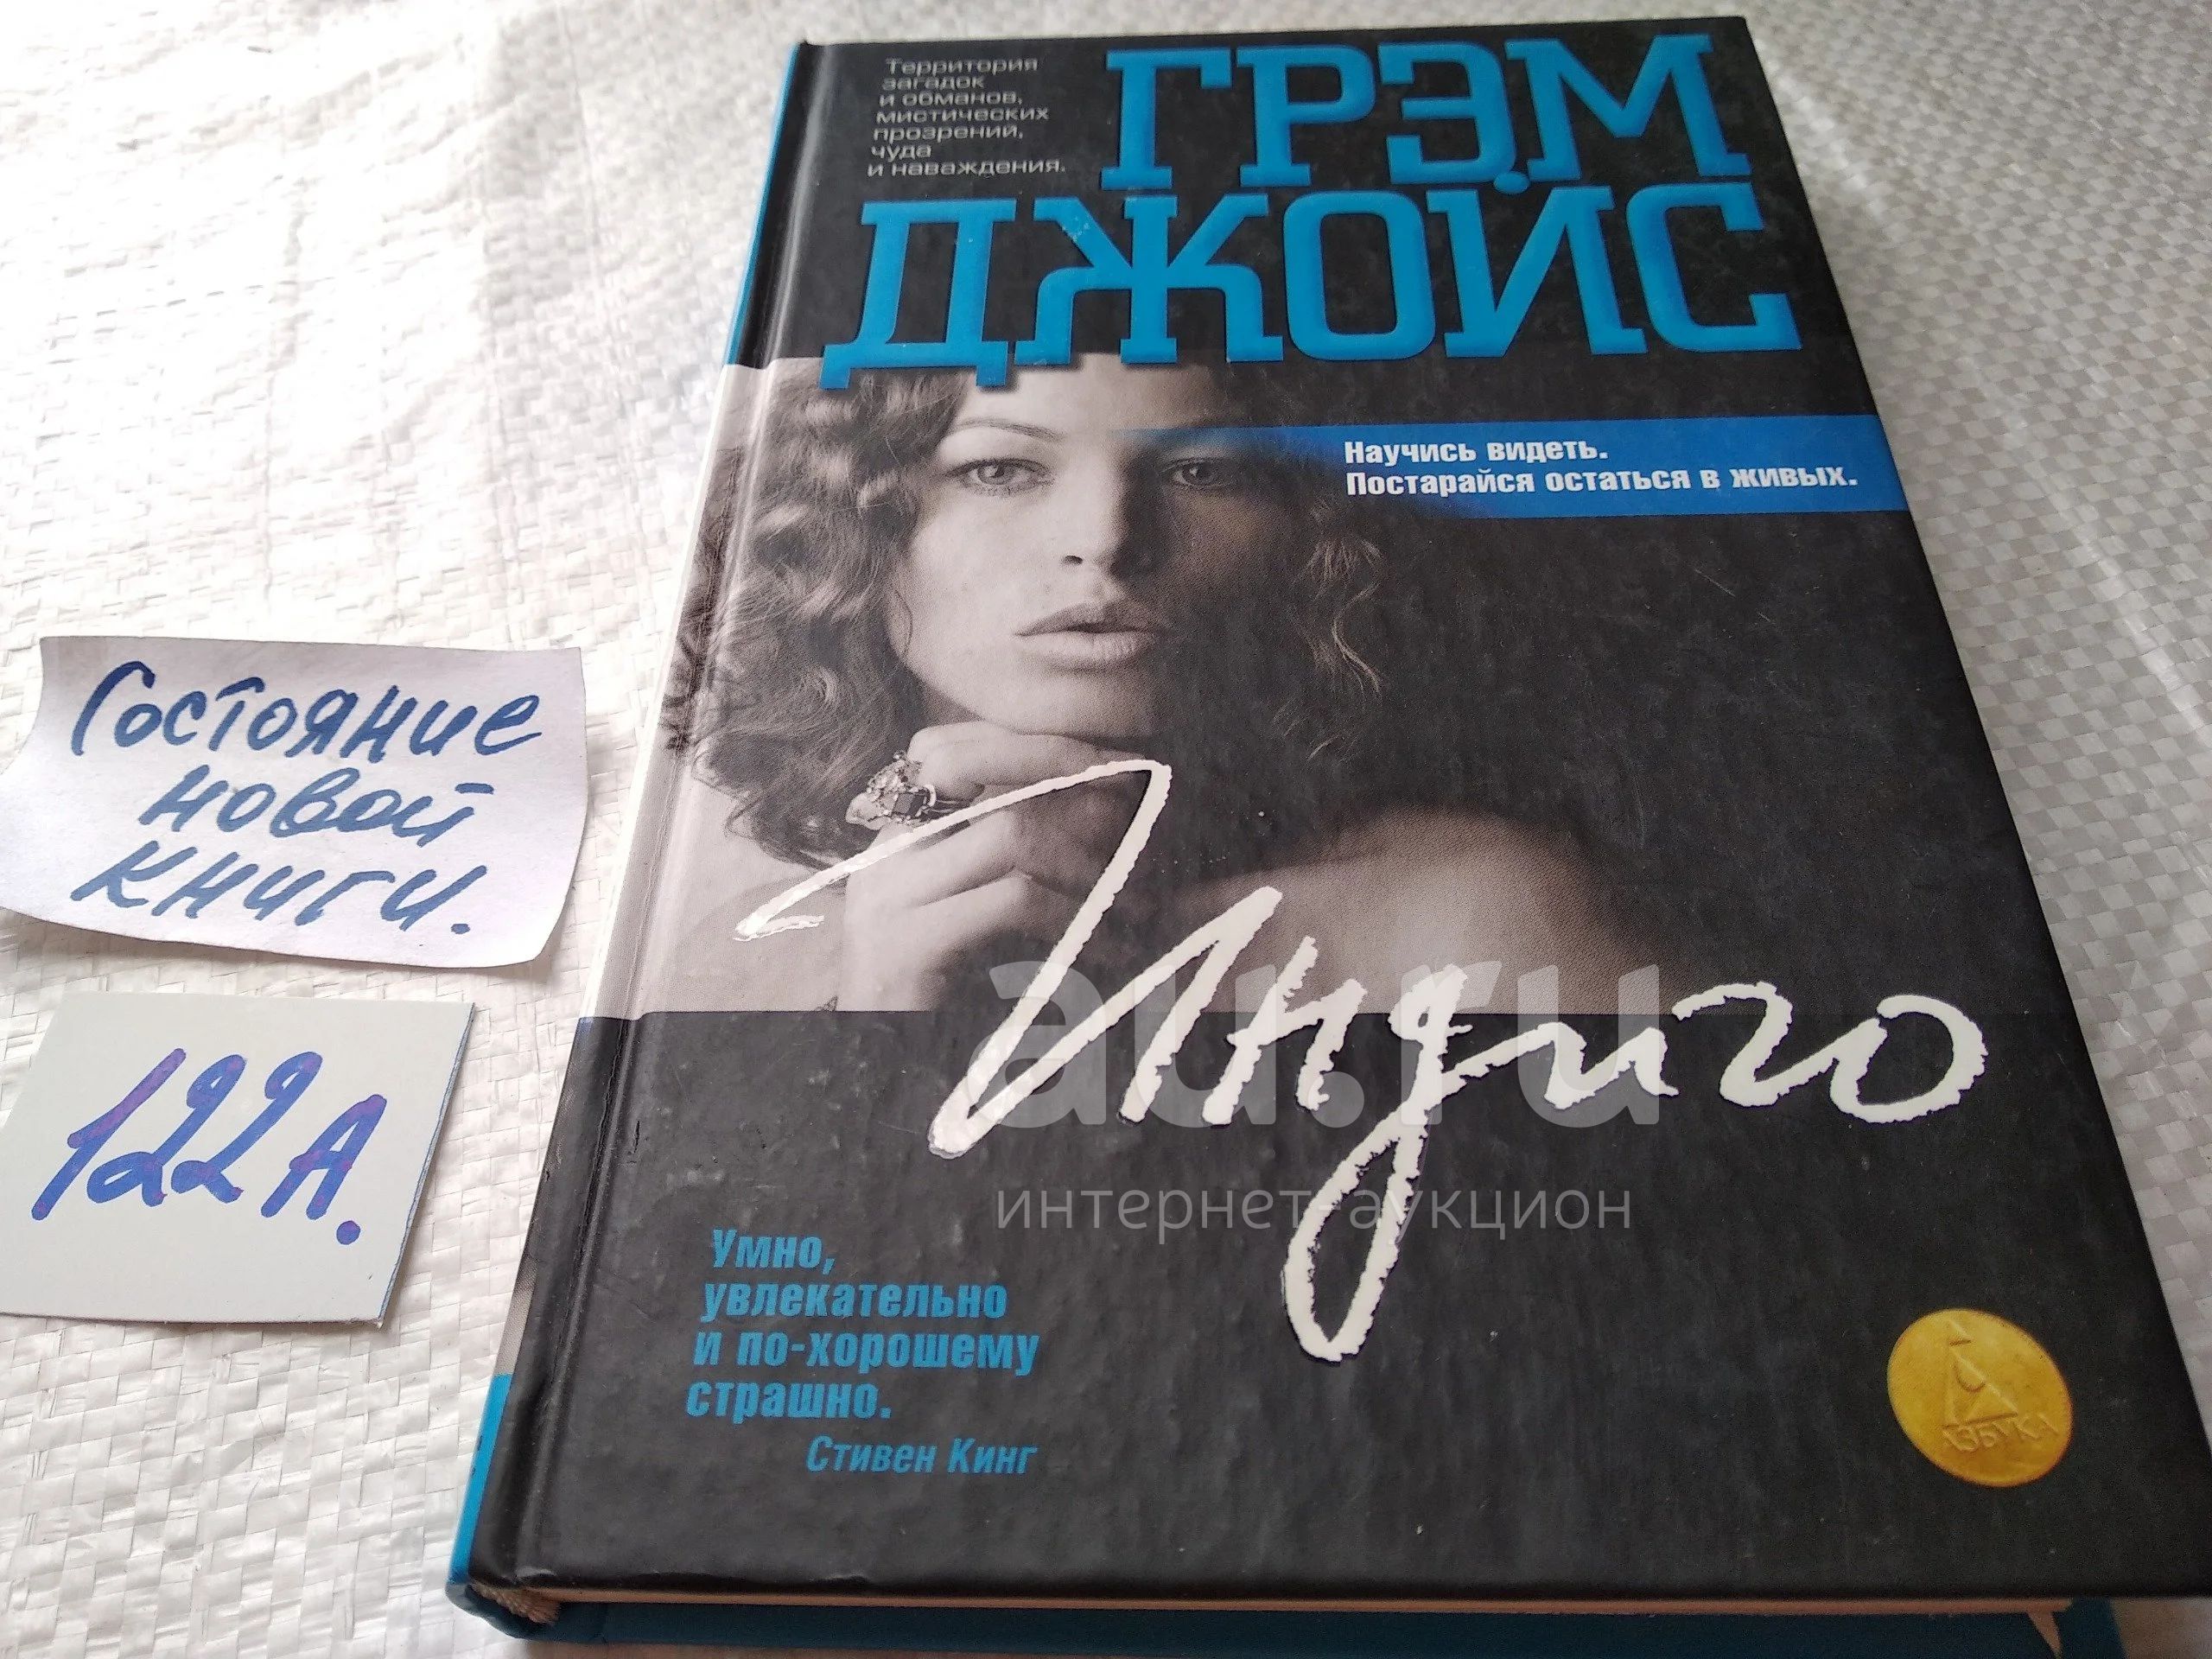 Территория
загадок
и обманов,
мистических
прозрений,
чуда
и наваждения.
ГРЭМ
ДЖОЙС
Научись видеть.
Постарайся остаться в живых.
Состояние
новой
книги.
Индиго
au.ru
интернет-аукцион
122А.
Умно,
увлекательно
и по-хорошему
страшно.
Стивен Кинг
АЗБУКА